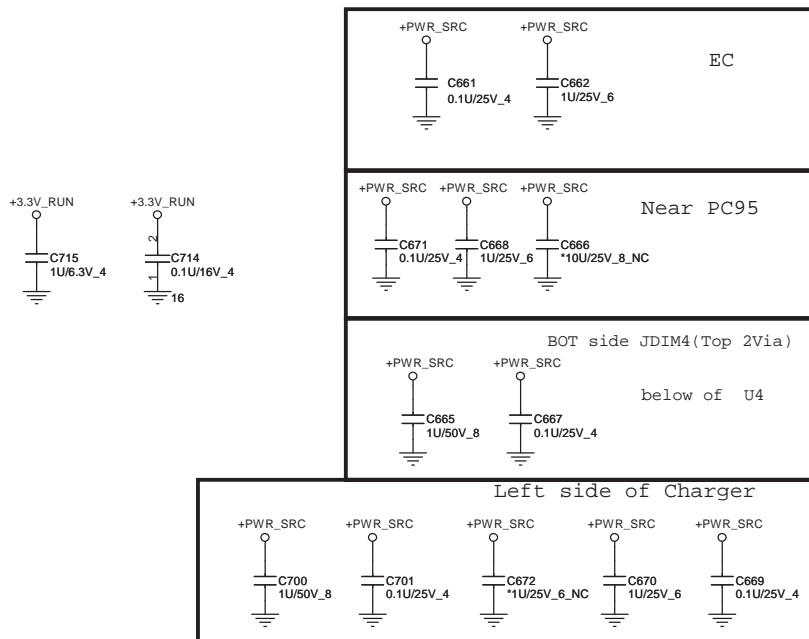 +PWR_SRC +PWR_SRC
EC
C661 C662
0.1U/25V_4 1U/25V_6
+PWR_SRC +PWR_SRC +PWR_SRC
Near PC95
C671 C668 C666
0.1U/25V_4 1U/25V_6 *10U/25V_8_NC
+3.3V_RUN +3.3V_RUN
2
C715 C714
1U/6.3V_4 0.1U/16V_4
1
16
BOT side JDIM4(Top 2Via)
+PWR_SRC +PWR_SRC
below of U4
C665 C667
1U/50V_8 0.1U/25V_4
Left side of Charger
+PWR_SRC +PWR_SRC +PWR_SRC +PWR_SRC +PWR_SRC
C700 C701 C672 C670 C669
1U/50V_8 0.1U/25V_4 *1U/25V_6_NC 1U/25V_6 0.1U/25V_4